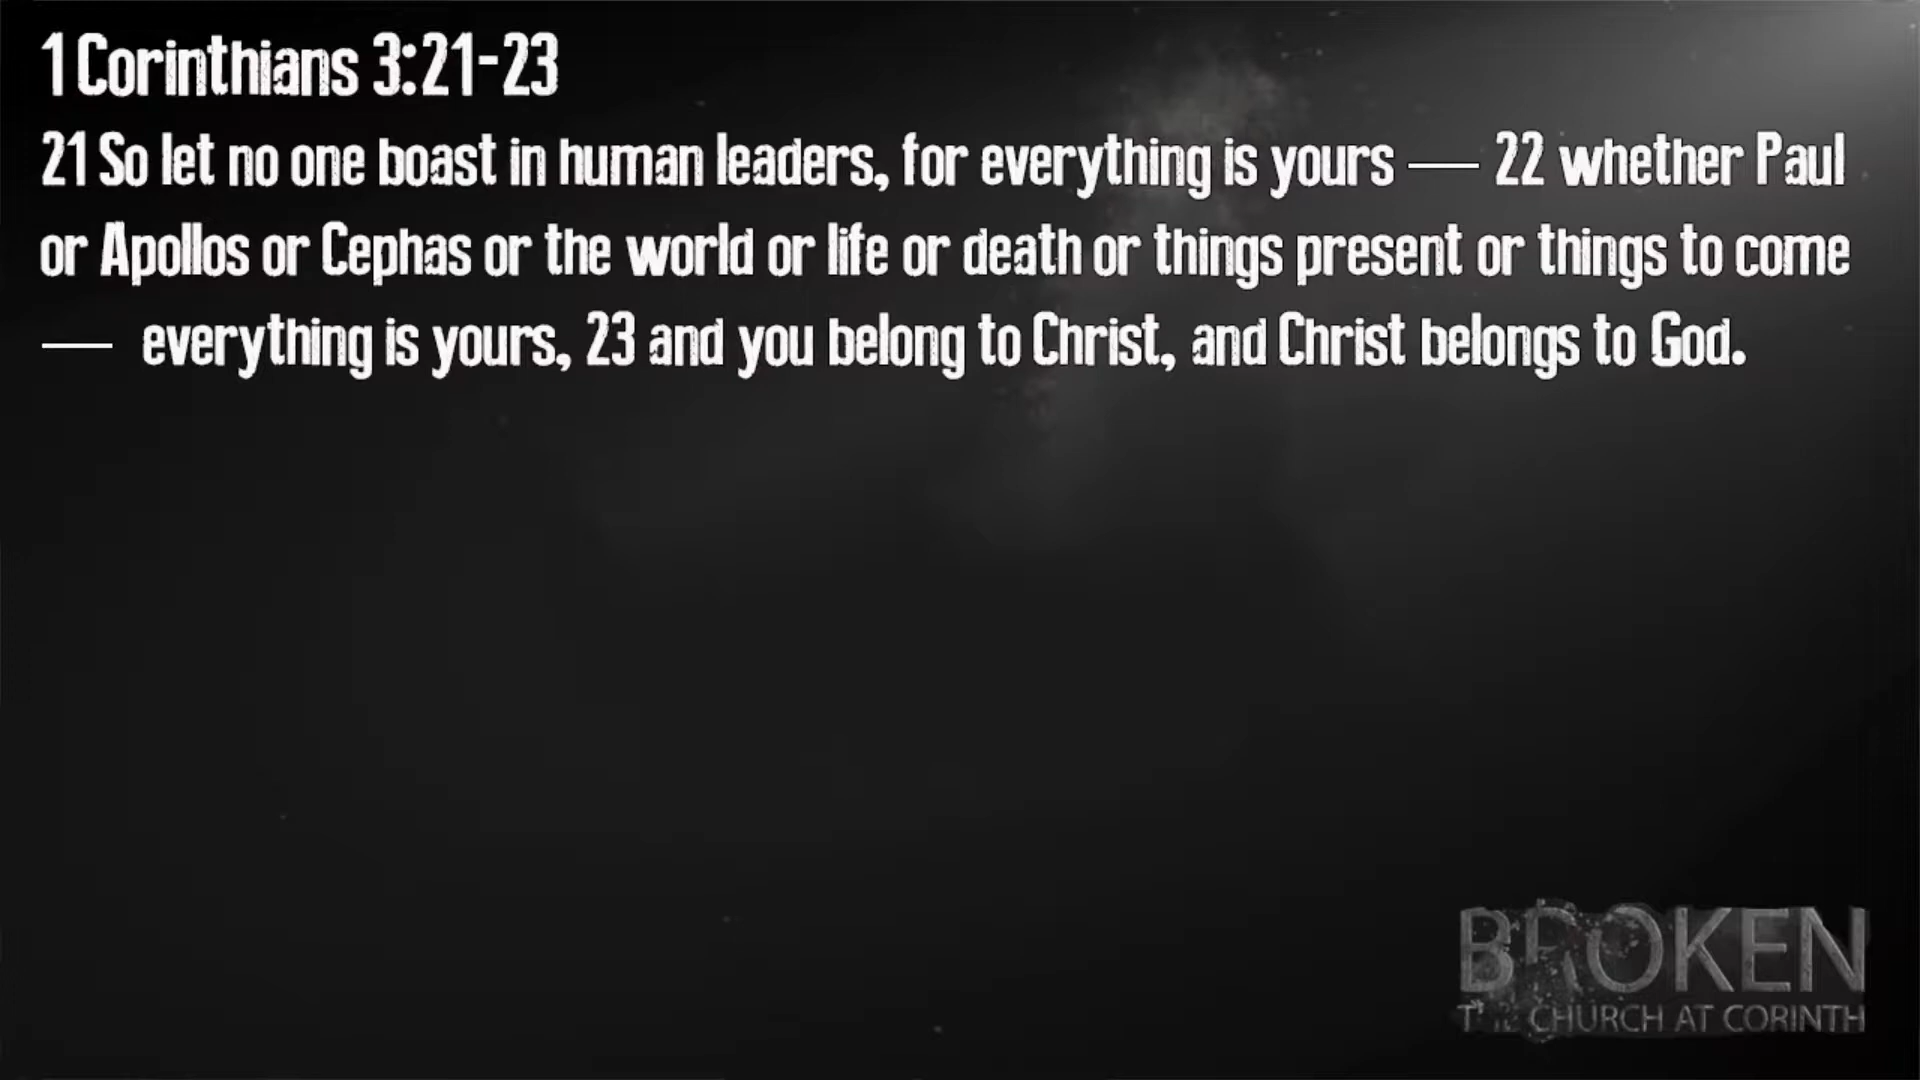 1 Corinthians 3:21-23
21 So let no one boast in human leaders, for everything is yours — 22 whether Paul
or Apollos or Cephas or the world or life or death or things present or things to come
— everything is yours, 23 and you belong to Christ, and Christ belongs to God.
BROKEN
THE CHURCH AT CORINTH